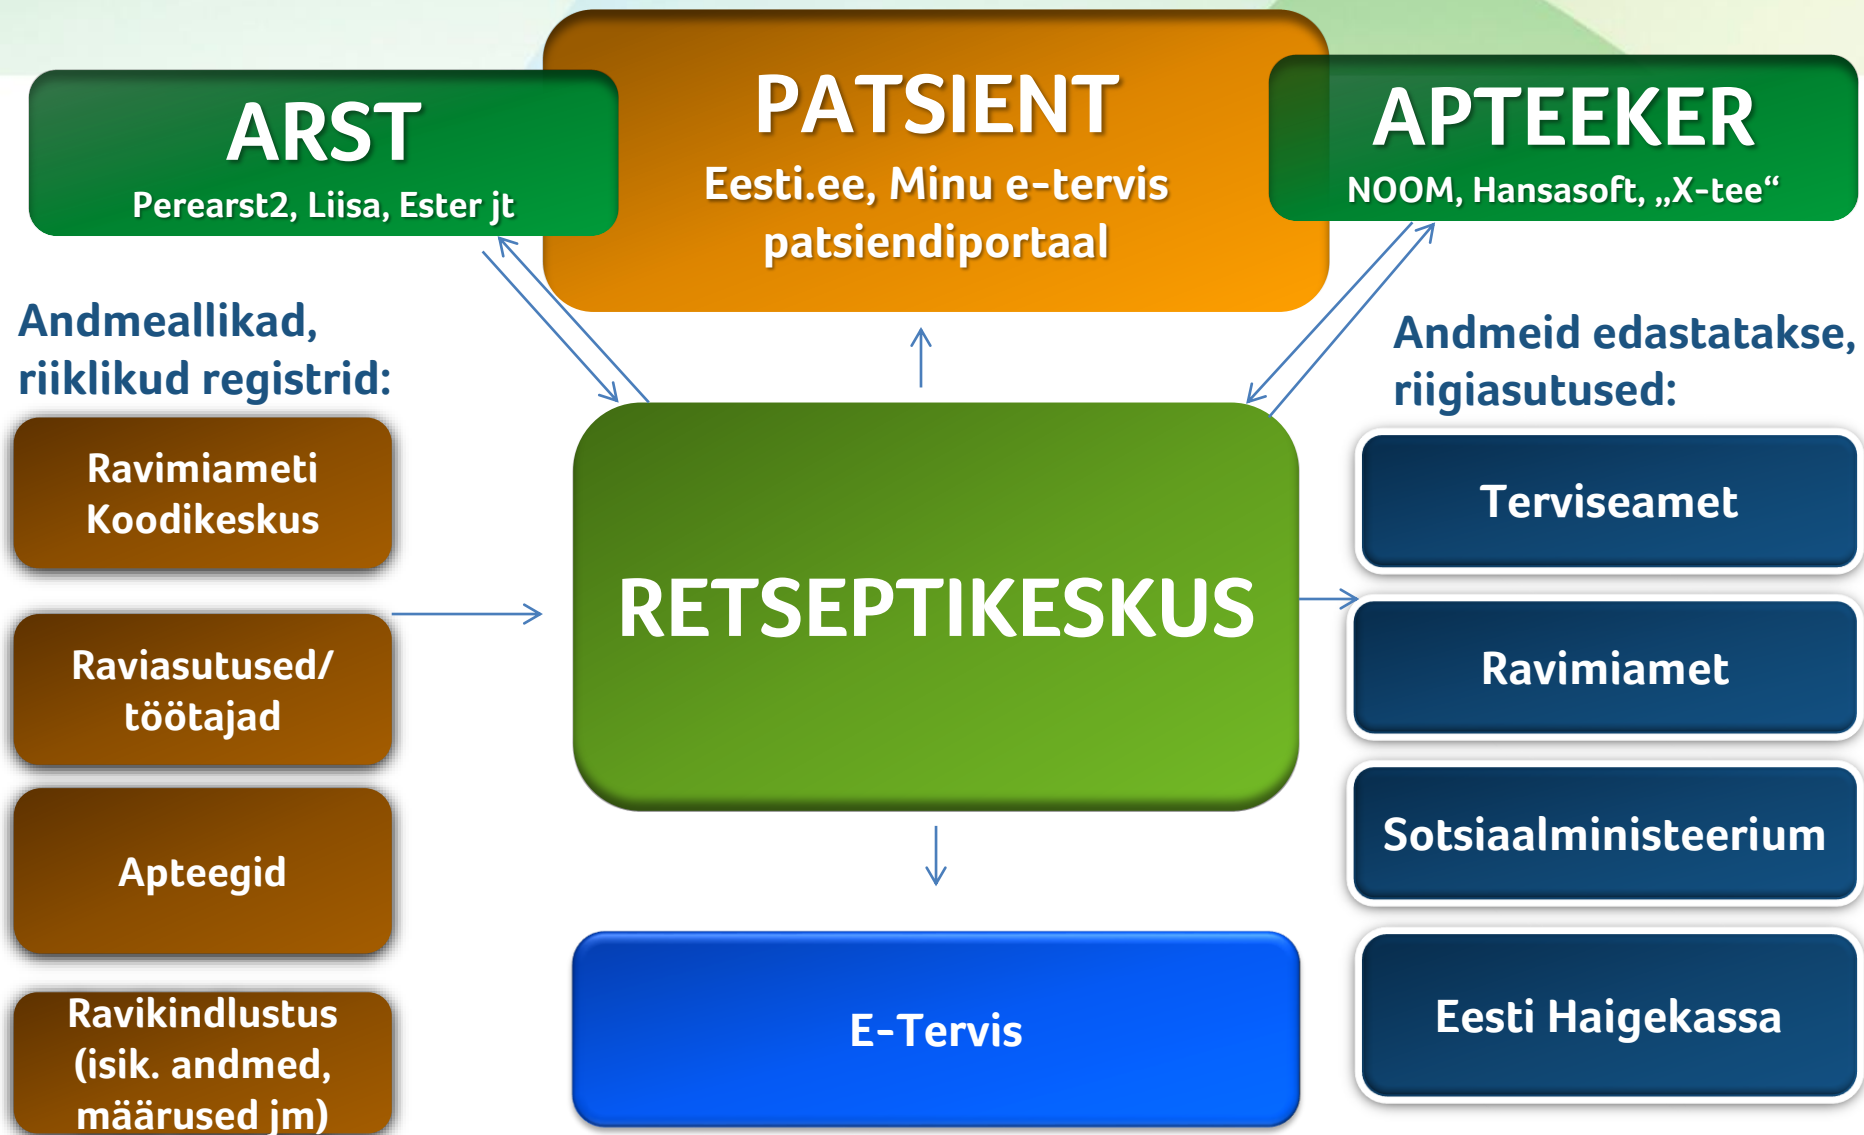 ARST
Perearst2, Liisa, Ester jt
PATSIENT
Eesti.ee, Minu e-tervis
patsiendiportaal
APTEEKER
NOOM, Hansasoft, „X-tee“
Andmeallikad,
riiklikud registrid:
Ravimiameti
Koodikeskus
Raviasutused/
töötajad
Apteegid
Ravikindlustus
(isik. andmed,
määrused jm)
RETSEPTIKESKUS
E-Tervis
Andmeid edastatakse,
riigiasutused:
Terviseamet
Ravimiamet
Sotsiaalministeerium
Eesti Haigekassa